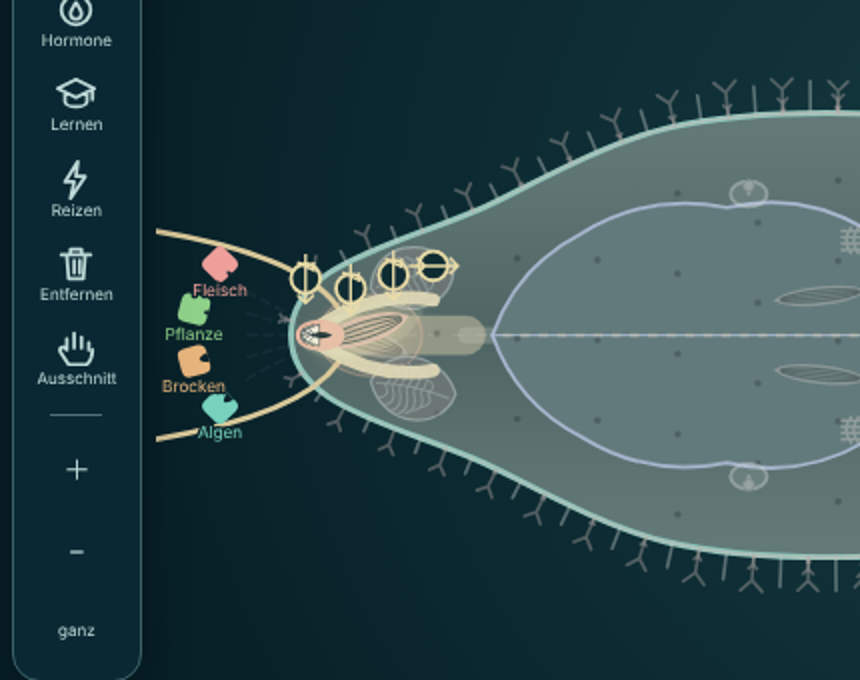 Hormone
Lernen
Reizen
Entfernen
Ausschnitt
+
-
ganz
Fleisch
Pflanze
Brocken
Algen